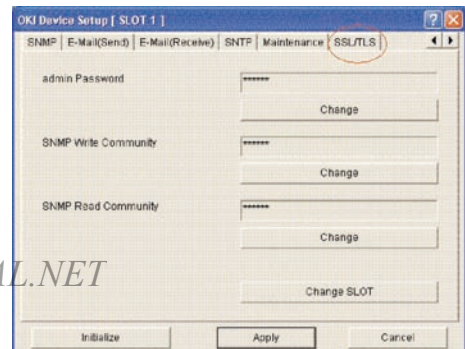 OKI Device Setup [ SLOT 1 ]
SNMP E-Mail(Send) E-Mail(Receive) SNTP Maintenance SSL/TLS
admin Password ******
Change
SNMP Write Community ******
Change
SNMP Read Community ******
Change
AL.NET
Change SLOT
Initialize Apply Cancel